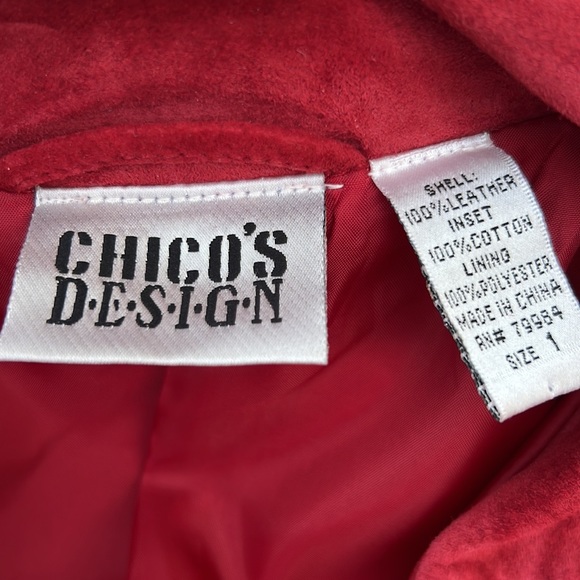 CHICO'S
D·E·S·I·G·N
SHELL:
100%LEATHER
INSET
100%COTTON
LINING
100%POLYESTER
MADE IN CHINA
RN# 79984
SIZE 1